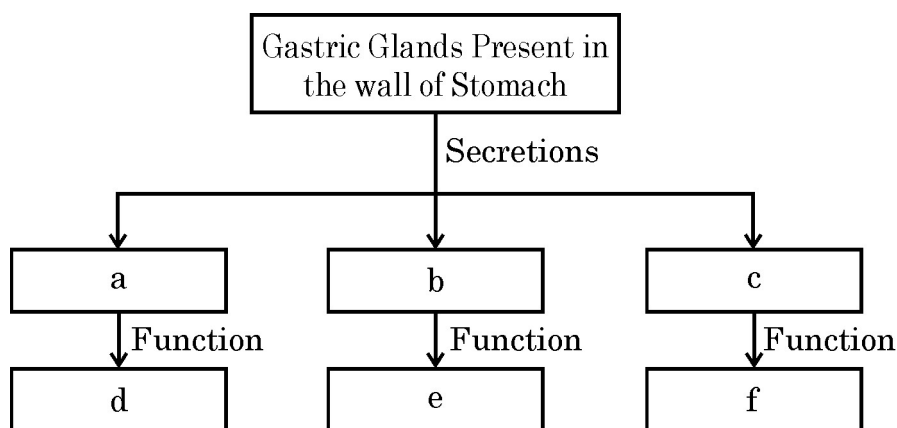 Gastric Glands Present in
the wall of Stomach
Secretions
a
b
c
Function
Function
Function
d
e
f